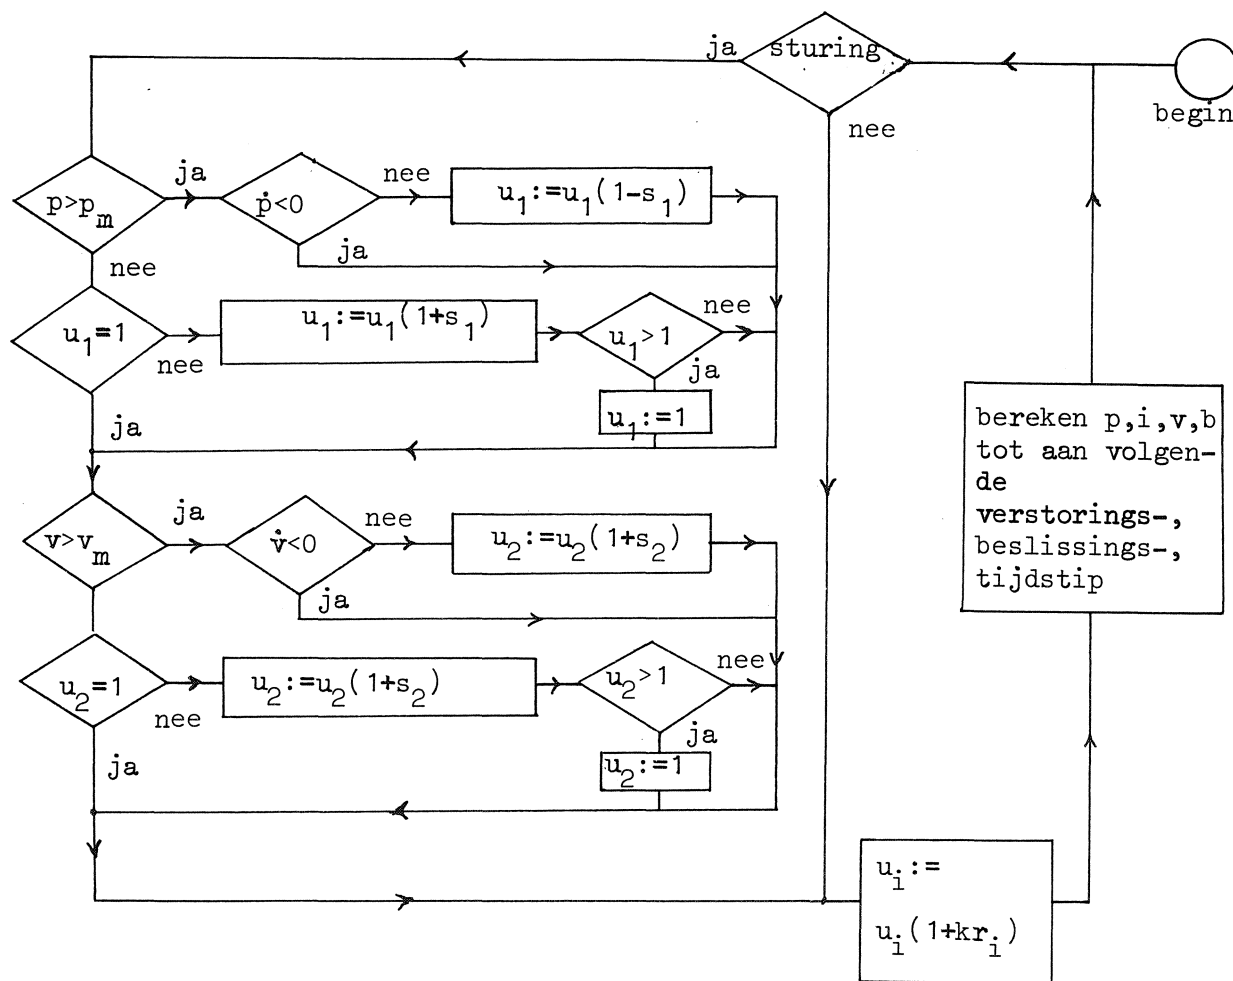 ja
sturing
begin
nee
p>p_m
ja
ṗ<0
nee
u_1:=u_1(1-s_1)
ja
nee
u_1=1
nee
u_1:=u_1(1+s_1)
u_1>1
nee
ja
u_1:=1
ja
bereken p,i,v,b
tot aan volgen-
de
verstorings-,
beslissings-,
tijdstip
v>v_m
ja
v̇<0
nee
u_2:=u_2(1+s_2)
ja
u_2=1
nee
u_2:=u_2(1+s_2)
u_2>1
nee
ja
u_2:=1
ja
u_i:=
u_i(1+kr_i)